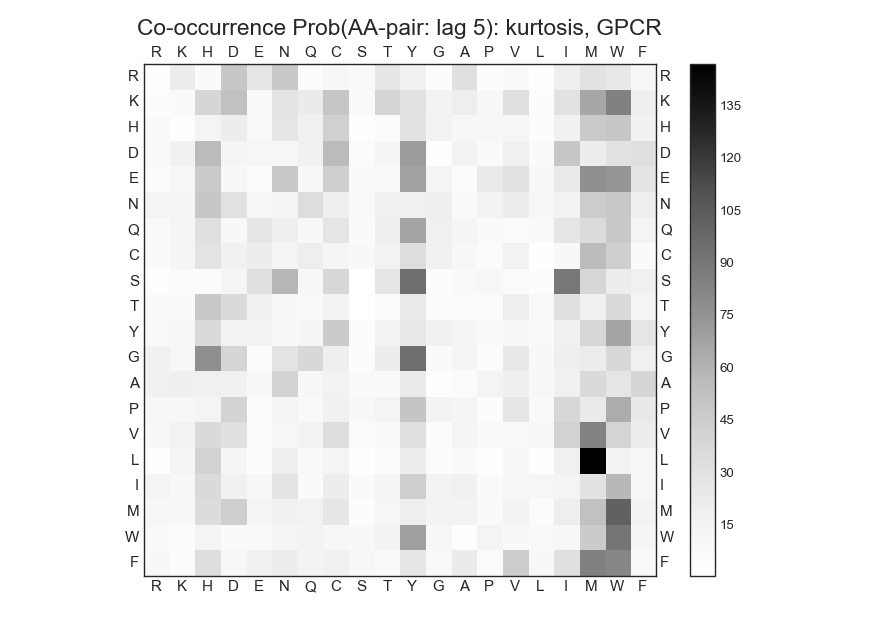 Co-occurrence Prob(AA-pair: lag 5): kurtosis, GPCR
R K H D E N Q C S T Y G A P V L I M W F
R R
K K
H H
D D
E E
N N
Q Q
C C
S S
T T
Y Y
G G
A A
P P
V V
L L
I I
M M
W W
F F
R K H D E N Q C S T Y G A P V L I M W F
135
120
105
90
75
60
45
30
15